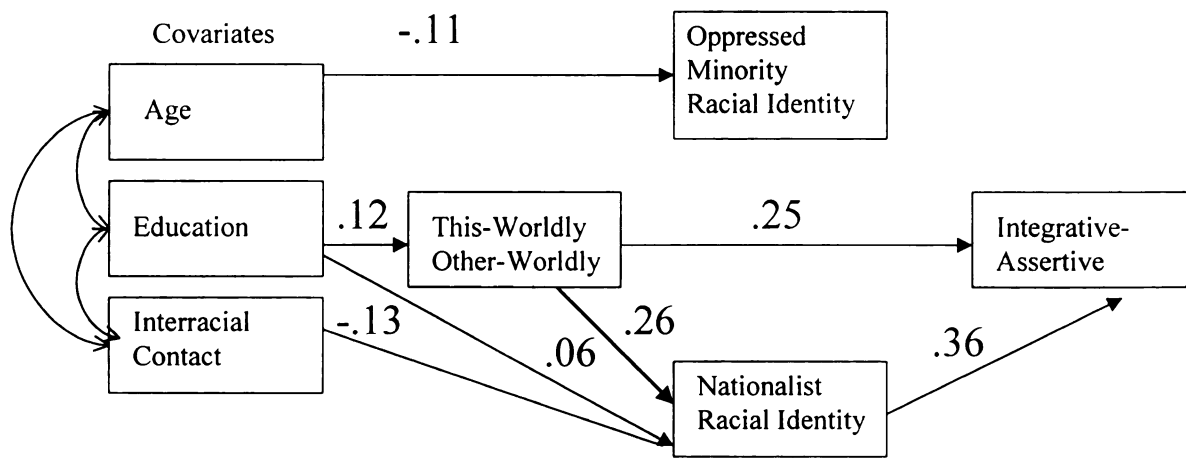 Covariates
-.11
Oppressed
Minority
Racial Identity
Age
Education
.12
This-Worldly
Other-Worldly
.25
Integrative-
Assertive
Interracial
Contact
-.13
.06
.26
.36
Nationalist
Racial Identity